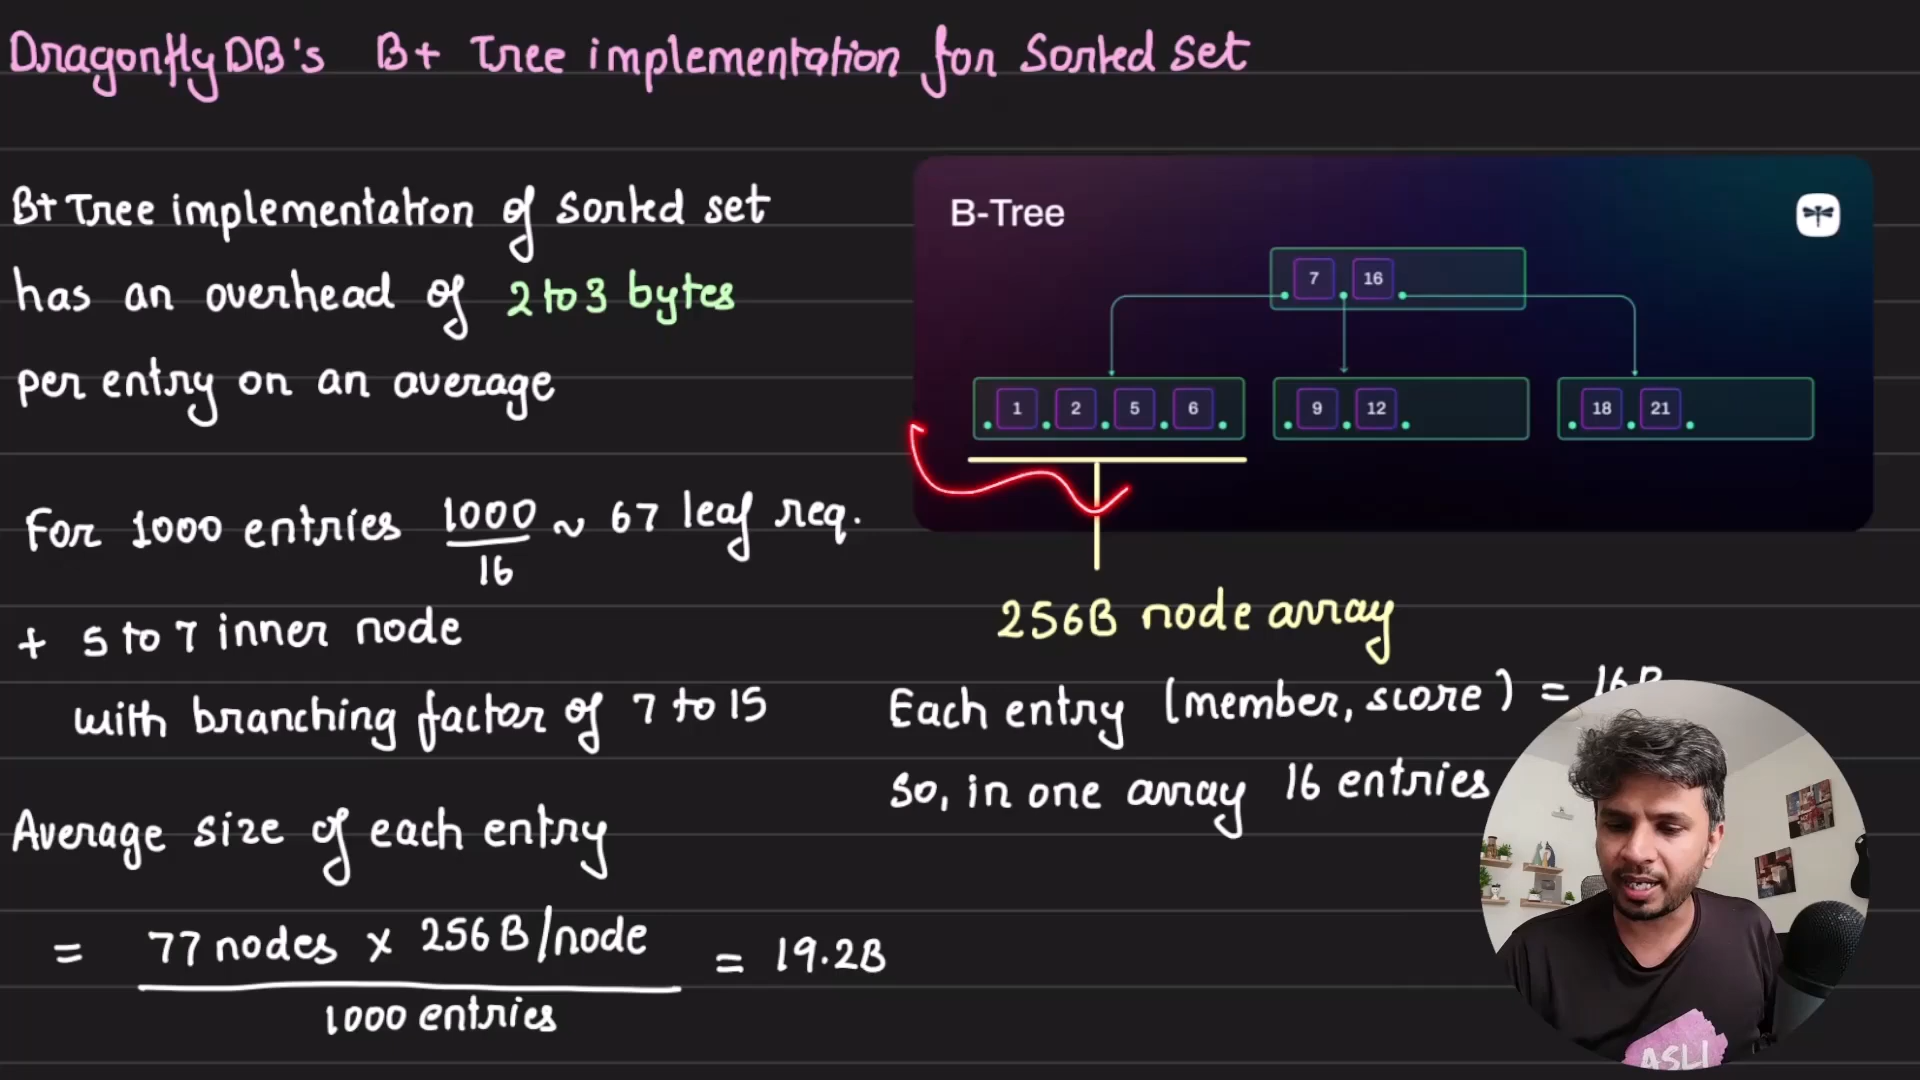 DragonflyDB's B+ Tree implementation for Sorted Set
B+ Tree implementation of sorted set
has an overhead of 2 to 3 bytes
per entry on an average
For 1000 entries 1000/16 ~ 67 leaf req.
+ 5 to 7 inner node
with branching factor of 7 to 15
Average size of each entry
= 77 nodes x 256B/node = 19.2B
1000 entries
B-Tree
7 16
1 2 5 6
9 12
18 21
256B node array
Each entry (member, score) = 16B
so, in one array 16 entries
ASLI